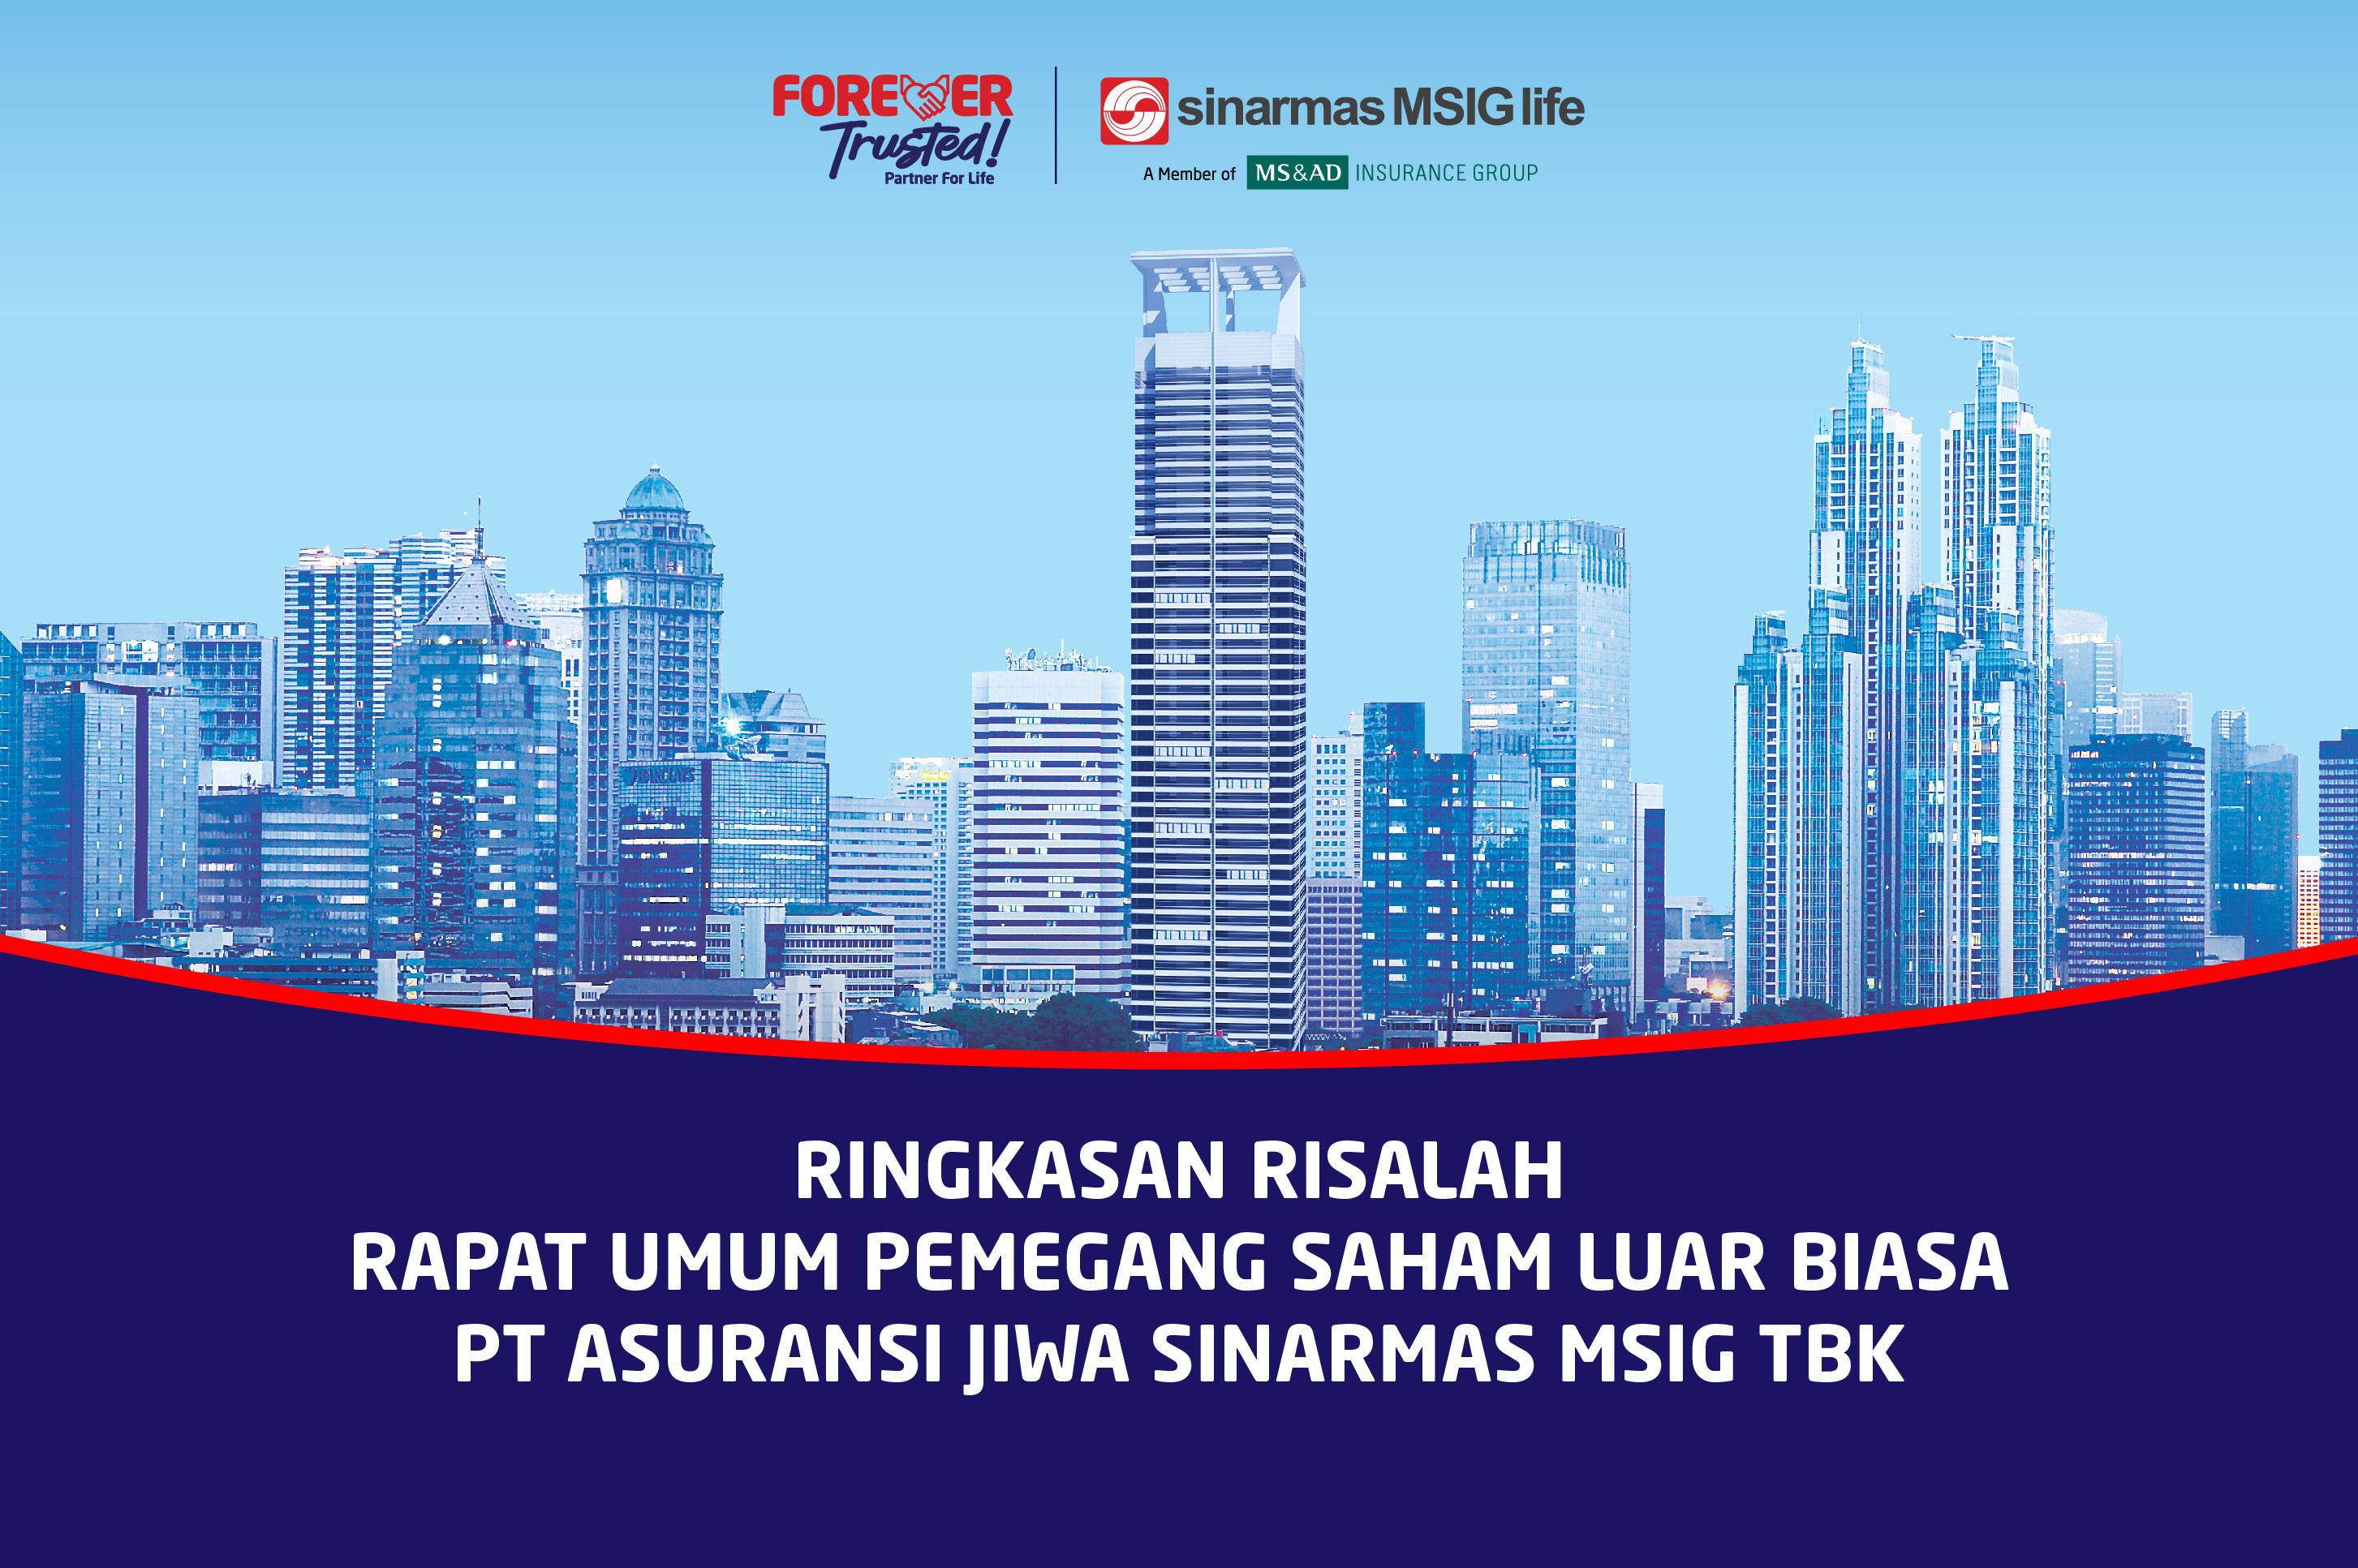 FOREVER
Trusted!
Partner For Life
sinarmas MSIG life
A Member of MS&AD INSURANCE GROUP
BARCLAYS
RINGKASAN RISALAH
RAPAT UMUM PEMEGANG SAHAM LUAR BIASA
PT ASURANSI JIWA SINARMAS MSIG TBK